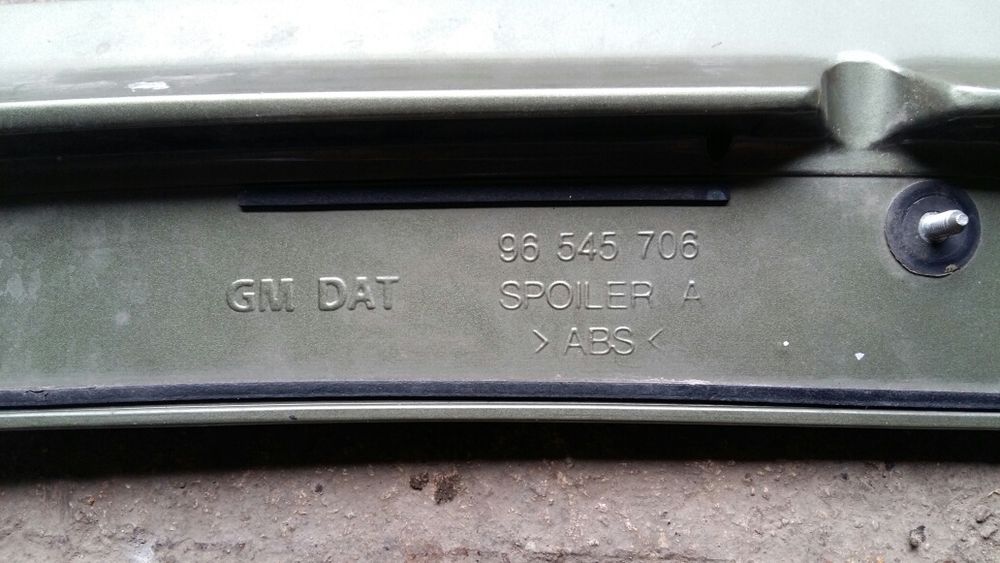 96 545 706
GM DAT SPOILER A
>ABS<